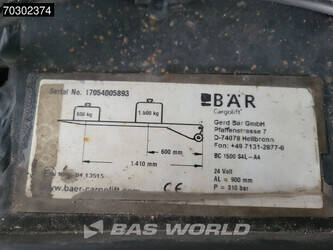 70302374
Serial No. 17054005893
BÄR
Cargolift
600 kg
1.500 kg
Gerd Bär GmbH
Pfaffenstrasse 7
D-74078 Heilbronn
Fon: +49 7131-2877-0
600 mm
BC 1500 S4L-A4
1.410 mm
24 Volt
AL = 900 mm
P = 210 bar
www.baer-cargolift.com
CE
BAS WORLD